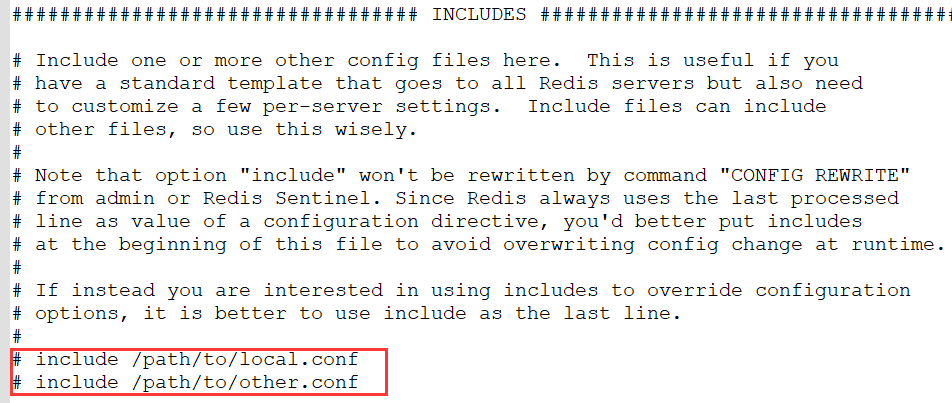 ################################## INCLUDES ###################################
# Include one or more other config files here.  This is useful if you
# have a standard template that goes to all Redis servers but also need
# to customize a few per-server settings.  Include files can include
# other files, so use this wisely.
#
# Note that option "include" won't be rewritten by command "CONFIG REWRITE"
# from admin or Redis Sentinel. Since Redis always uses the last processed
# line as value of a configuration directive, you'd better put includes
# at the beginning of this file to avoid overwriting config change at runtime.
#
# If instead you are interested in using includes to override configuration
# options, it is better to use include as the last line.
#
# include /path/to/local.conf
# include /path/to/other.conf